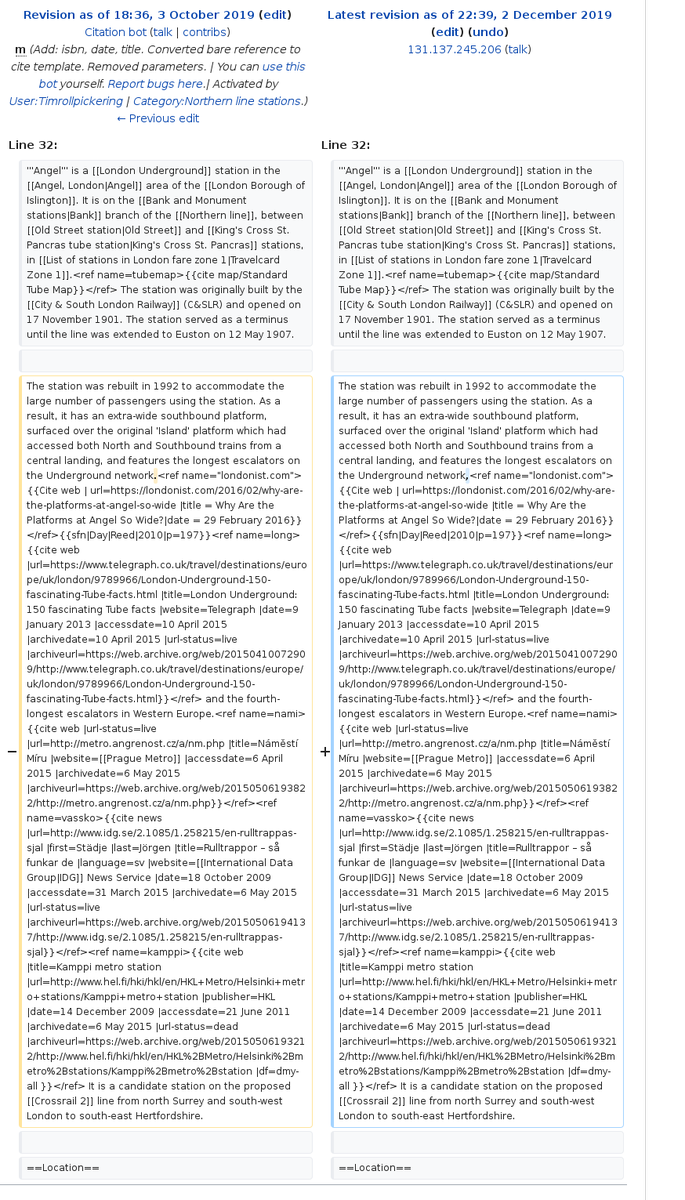 Revision as of 18:36, 3 October 2019 (edit)
Citation bot (talk | contribs)
m (Add: isbn, date, title. Converted bare reference to
cite template. Removed parameters. | You can use this
bot yourself. Report bugs here.| Activated by
User:Timrollpickering | Category:Northern line stations.)
← Previous edit
Latest revision as of 22:39, 2 December 2019
(edit) (undo)
131.137.245.206 (talk)
Line 32:
'''Angel''' is a [[London Underground]] station in the
[[Angel, London|Angel]] area of the [[London Borough of
Islington]]. It is on the [[Bank and Monument
stations|Bank]] branch of the [[Northern line]], between
[[Old Street station|Old Street]] and [[King's Cross St.
Pancras tube station|King's Cross St. Pancras]] stations,
in [[List of stations in London fare zone 1|Travelcard
Zone 1]].<ref name=tubemap>{{cite map/Standard
Tube Map}}</ref> The station was originally built by the
[[City & South London Railway]] (C&SLR) and opened on
17 November 1901. The station served as a terminus
until the line was extended to Euston on 12 May 1907.
−
The station was rebuilt in 1992 to accommodate the
large number of passengers using the station. As a
result, it has an extra-wide southbound platform,
surfaced over the original 'Island' platform which had
accessed both North and Southbound trains from a
central landing, and features the longest escalators on
the Underground network.<ref name="londonist.com">
{{Cite web | url=https://londonist.com/2016/02/why-are-
the-platforms-at-angel-so-wide |title = Why Are the
Platforms at Angel So Wide?|date = 29 February 2016}}
</ref>{{sfn|Day|Reed|2010|p=197}}<ref name=long>
{{cite web
|url=https://www.telegraph.co.uk/travel/destinations/euro
pe/uk/london/9789966/London-Underground-150-
fascinating-Tube-facts.html |title=London Underground:
150 fascinating Tube facts |website=Telegraph |date=9
January 2013 |accessdate=10 April 2015
|archivedate=10 April 2015 |url-status=live
|archiveurl=https://web.archive.org/web/2015041007290
9/http://www.telegraph.co.uk/travel/destinations/europe/
uk/london/9789966/London-Underground-150-
fascinating-Tube-facts.html}}</ref> and the fourth-
longest escalators in Western Europe.<ref name=nami>
{{cite web |url-status=live
|url=http://metro.angrenost.cz/a/nm.php |title=Náměstí
Míru |website=[[Prague Metro]] |accessdate=6 April
2015 |archivedate=6 May 2015
|archiveurl=https://web.archive.org/web/2015050619382
2/http://metro.angrenost.cz/a/nm.php}}</ref><ref
name=vassko>{{cite news
|url=http://www.idg.se/2.1085/1.258215/en-rulltrappas-
sjal |first=Städje |last=Jörgen |title=Rulltrappor – så
funkar de |language=sv |website=[[International Data
Group|IDG]] News Service |date=18 October 2009
|accessdate=31 March 2015 |archivedate=6 May 2015
|url-status=live
|archiveurl=https://web.archive.org/web/2015050619413
7/http://www.idg.se/2.1085/1.258215/en-rulltrappas-
sjal}}</ref><ref name=kamppi>{{cite web
|title=Kamppi metro station
|url=http://www.hel.fi/hki/hkl/en/HKL+Metro/Helsinki+metr
o+stations/Kamppi+metro+station |publisher=HKL
|date=14 December 2009 |accessdate=21 June 2011
|archivedate=6 May 2015 |url-status=dead
|archiveurl=https://web.archive.org/web/2015050619321
2/http://www.hel.fi/hki/hkl/en/HKL%2BMetro/Helsinki%2Bm
etro%2Bstations/Kamppi%2Bmetro%2Bstation |df=dmy-
all }}</ref> It is a candidate station on the proposed
[[Crossrail 2]] line from north Surrey and south-west
London to south-east Hertfordshire.
==Location==
Line 32:
'''Angel''' is a [[London Underground]] station in the
[[Angel, London|Angel]] area of the [[London Borough of
Islington]]. It is on the [[Bank and Monument
stations|Bank]] branch of the [[Northern line]], between
[[Old Street station|Old Street]] and [[King's Cross St.
Pancras tube station|King's Cross St. Pancras]] stations,
in [[List of stations in London fare zone 1|Travelcard
Zone 1]].<ref name=tubemap>{{cite map/Standard
Tube Map}}</ref> The station was originally built by the
[[City & South London Railway]] (C&SLR) and opened on
17 November 1901. The station served as a terminus
until the line was extended to Euston on 12 May 1907.
+
The station was rebuilt in 1992 to accommodate the
large number of passengers using the station. As a
result, it has an extra-wide southbound platform,
surfaced over the original 'Island' platform which had
accessed both North and Southbound trains from a
central landing, and features the longest escalators on
the Underground network,<ref name="londonist.com">
{{Cite web | url=https://londonist.com/2016/02/why-are-
the-platforms-at-angel-so-wide |title = Why Are the
Platforms at Angel So Wide?|date = 29 February 2016}}
</ref>{{sfn|Day|Reed|2010|p=197}}<ref name=long>
{{cite web
|url=https://www.telegraph.co.uk/travel/destinations/eur
ope/uk/london/9789966/London-Underground-150-
fascinating-Tube-facts.html |title=London Underground:
150 fascinating Tube facts |website=Telegraph |date=9
January 2013 |accessdate=10 April 2015
|archivedate=10 April 2015 |url-status=live
|archiveurl=https://web.archive.org/web/2015041007290
9/http://www.telegraph.co.uk/travel/destinations/europe/
uk/london/9789966/London-Underground-150-
fascinating-Tube-facts.html}}</ref> and the fourth-
longest escalators in Western Europe.<ref name=nami>
{{cite web |url-status=live
|url=http://metro.angrenost.cz/a/nm.php |title=Náměstí
Míru |website=[[Prague Metro]] |accessdate=6 April
2015 |archivedate=6 May 2015
|archiveurl=https://web.archive.org/web/2015050619382
2/http://metro.angrenost.cz/a/nm.php}}</ref><ref
name=vassko>{{cite news
|url=http://www.idg.se/2.1085/1.258215/en-rulltrappas-
sjal |first=Städje |last=Jörgen |title=Rulltrappor – så
funkar de |language=sv |website=[[International Data
Group|IDG]] News Service |date=18 October 2009
|accessdate=31 March 2015 |archivedate=6 May 2015
|url-status=live
|archiveurl=https://web.archive.org/web/2015050619413
7/http://www.idg.se/2.1085/1.258215/en-rulltrappas-
sjal}}</ref><ref name=kamppi>{{cite web
|title=Kamppi metro station
|url=http://www.hel.fi/hki/hkl/en/HKL+Metro/Helsinki+metr
o+stations/Kamppi+metro+station |publisher=HKL
|date=14 December 2009 |accessdate=21 June 2011
|archivedate=6 May 2015 |url-status=dead
|archiveurl=https://web.archive.org/web/2015050619321
2/http://www.hel.fi/hki/hkl/en/HKL%2BMetro/Helsinki%2Bm
etro%2Bstations/Kamppi%2Bmetro%2Bstation |df=dmy-
all }}</ref> It is a candidate station on the proposed
[[Crossrail 2]] line from north Surrey and south-west
London to south-east Hertfordshire.
==Location==